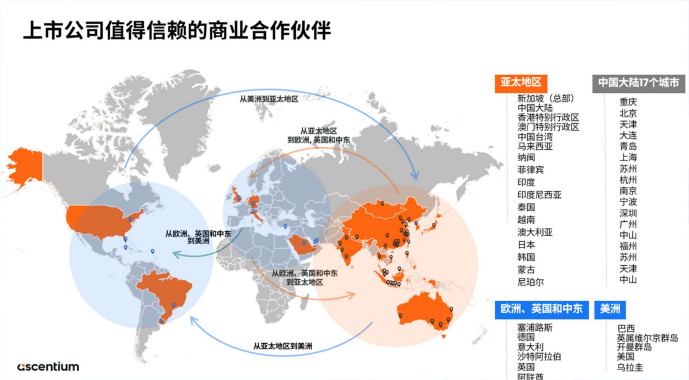 上市公司值得信赖的商业合作伙伴
从美洲到亚太地区
从亚太地区
到欧洲, 英国和中东
从欧洲、英国和中东
到美洲
从欧洲、英国和中东
到亚太地区
从亚太地区到美洲
亚太地区
新加坡（总部）
中国大陆
香港特别行政区
澳门特别行政区
中国台湾
马来西亚
纳闽
菲律宾
印度
印度尼西亚
泰国
越南
澳大利亚
日本
韩国
蒙古
尼泊尔
中国大陆17个城市
重庆
北京
天津
大连
青岛
上海
苏州
杭州
南京
宁波
深圳
广州
中山
福州
苏州
天津
中山
欧洲、英国和中东
塞浦路斯
德国
意大利
沙特阿拉伯
英国
阿联酋
美洲
巴西
英属维尔京群岛
开曼群岛
美国
乌拉圭
ascentium